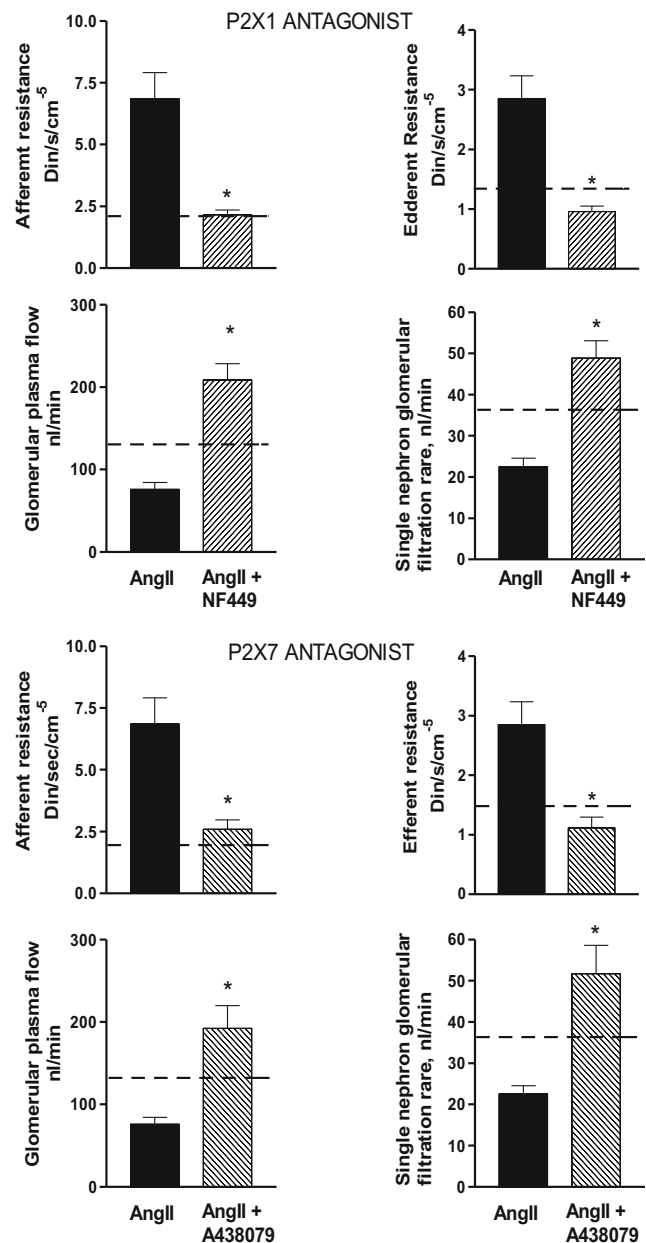 P2X1 ANTAGONIST
Afferemt resistance
Din/s/cm-5
10.0
7.5
5.0
2.5
0.0
*
Edderent Resistance
Din/s/cm-5
4
3
2
1
0
*
Glomerular plasma flow
nl/min
300
200
100
0
*
AngII
AngII +
NF449
Single nephron glomerular
filtration rare, nl/min
60
50
40
30
20
10
0
*
AngII
AngII +
NF449
P2X7 ANTAGONIST
Afferent resistance
Din/sec/cm-5
10.0
7.5
5.0
2.5
0.0
*
Efferent resistance
Din/s/cm-5
4
3
2
1
0
*
Glomerular plasma flow
nl/min
300
200
100
0
*
AngII
AngII +
A438079
Single nephron glomerular
filtration rare, nl/min
60
50
40
30
20
10
0
*
AngII
AngII +
A438079